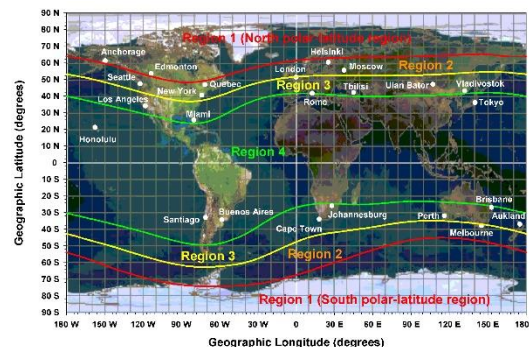 90 N
80 N
70 N
60 N
50 N
40 N
30 N
20 N
10 N
0
10 S
20 S
30 S
40 S
50 S
60 S
70 S
80 S
90 S
Geographic Latitude (degrees)
Region 1 (North polar-latitude region)
Anchorage
Helsinki
Edmonton
Moscow
Region 2
Seattle
London
Quebec
Region 3
Tbilisi
Ulan Bator
Vladivostok
Los Angeles
New York
Rome
Tokyo
Miami
Honolulu
Region 4
Brisbane
Santiago
Buenos Aires
Johannesburg
Perth
Aukland
Cape Town
Melbourne
Region 3
Region 2
Region 1 (South polar-latitude region)
180 W
150 W
120 W
90 W
60 W
30 W
0
30 E
60 E
90 E
120 E
150 E
180 E
Geographic Longitude (degrees)